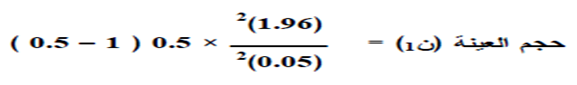 حجم العينة (ن1) = ²(1.96) / ²(0.05) × 0.5 ( 1 – 0.5 )